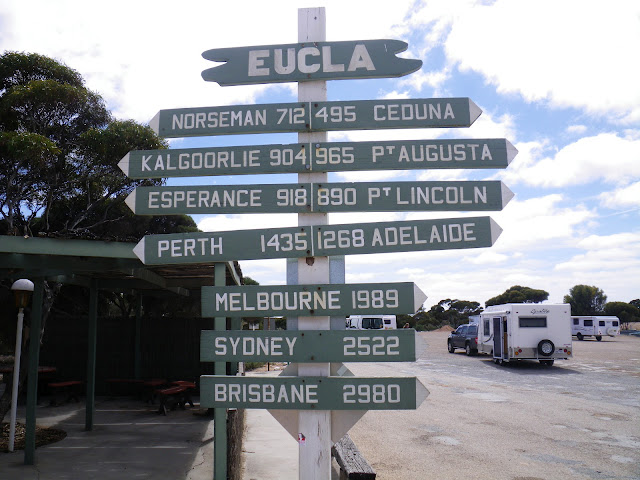 EUCLA
NORSEMAN 712 495 CEDUNA
KALGOORLIE 904 965 PT AUGUSTA
ESPERANCE 918 890 PT LINCOLN
PERTH 1435 1268 ADELAIDE
MELBOURNE 1989
SYDNEY 2522
BRISBANE 2980